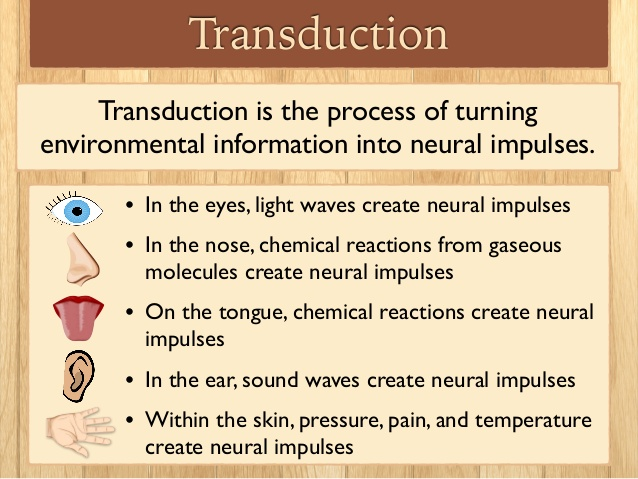 Transduction
Transduction is the process of turning
environmental information into neural impulses.
• In the eyes, light waves create neural impulses
• In the nose, chemical reactions from gaseous
molecules create neural impulses
• On the tongue, chemical reactions create neural
impulses
• In the ear, sound waves create neural impulses
• Within the skin, pressure, pain, and temperature
create neural impulses